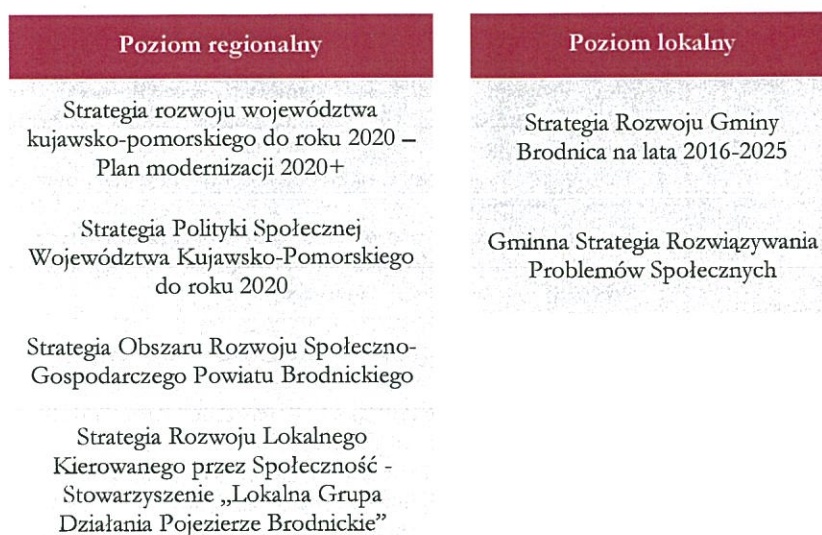 Poziom regionalny
Strategia rozwoju województwa
kujawsko-pomorskiego do roku 2020 –
Plan modernizacji 2020+
Strategia Polityki Społecznej
Województwa Kujawsko-Pomorskiego
do roku 2020
Strategia Obszaru Rozwoju Społeczno-
Gospodarczego Powiatu Brodnickiego
Strategia Rozwoju Lokalnego
Kierowanego przez Społeczność -
Stowarzyszenie „Lokalna Grupa
Działania Pojezierze Brodnickie”
Poziom lokalny
Strategia Rozwoju Gminy
Brodnica na lata 2016-2025
Gminna Strategia Rozwiązywania
Problemów Społecznych